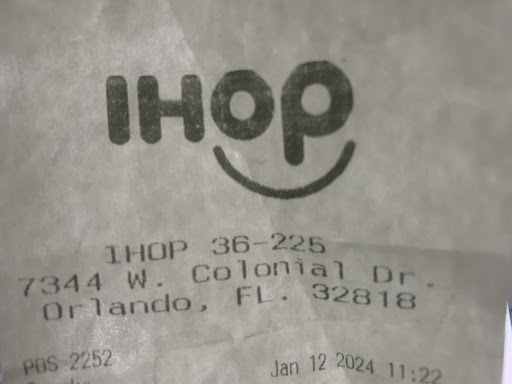 IHOP
IHOP 36-225
7344 W. Colonial Dr.
Orlando, FL. 32818
POS 2252 Jan 12 2024 11:22